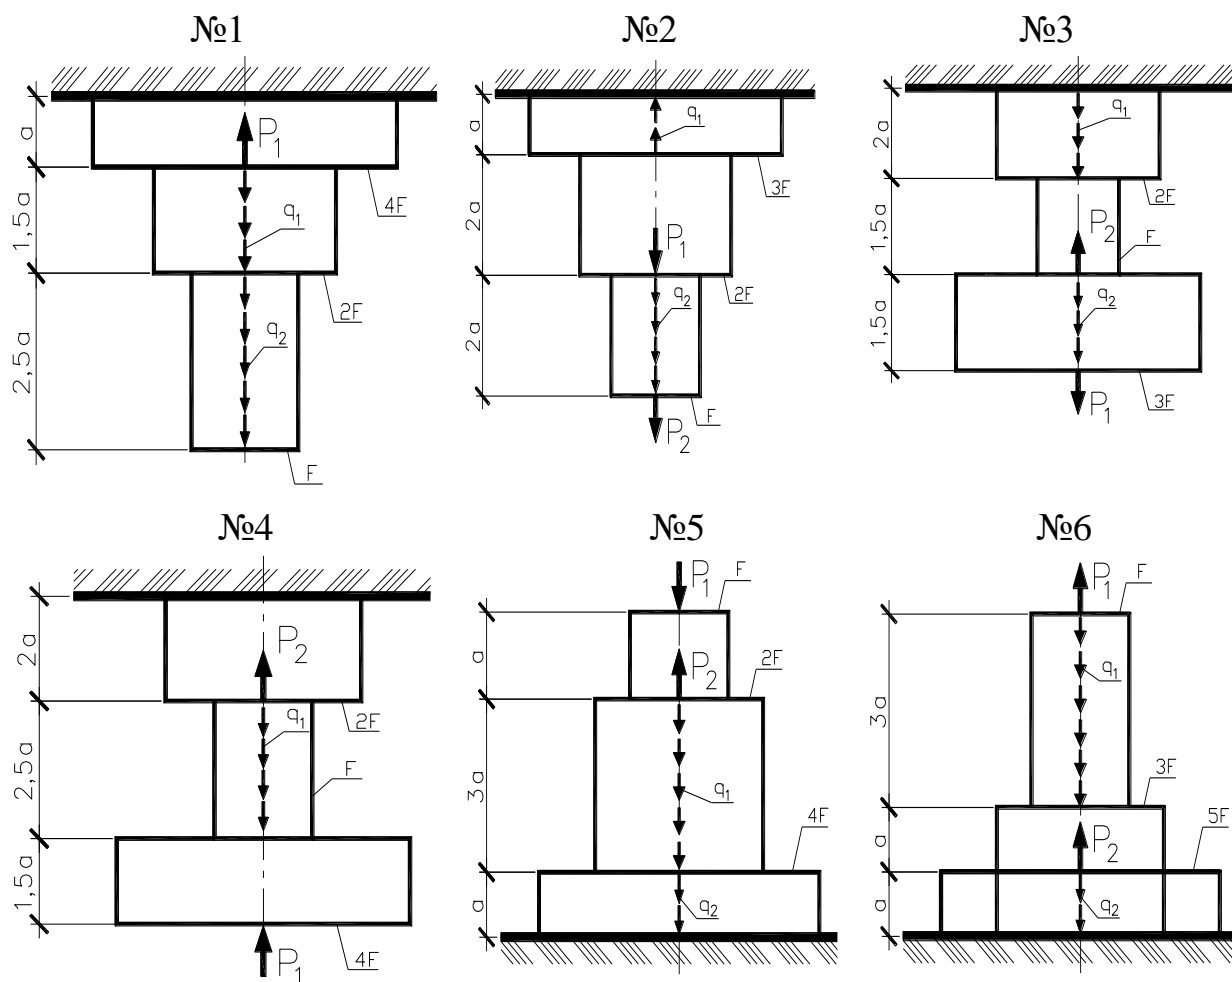 №1 №2 №3
a 1,5a 2,5a
P1 q1 q2
4F 2F F
a 2a 2a
q1 P1 q2 P2
3F 2F F
2a 1,5a 1,5a
q1 P2 q2 P1
2F F 3F
№4 №5 №6
2a 2,5a 1,5a
P2 q1 P1
2F F 4F
a 3a a
P1 P2 q1 q2
F 2F 4F
3a a a
P1 q1 P2 q2
F 3F 5F